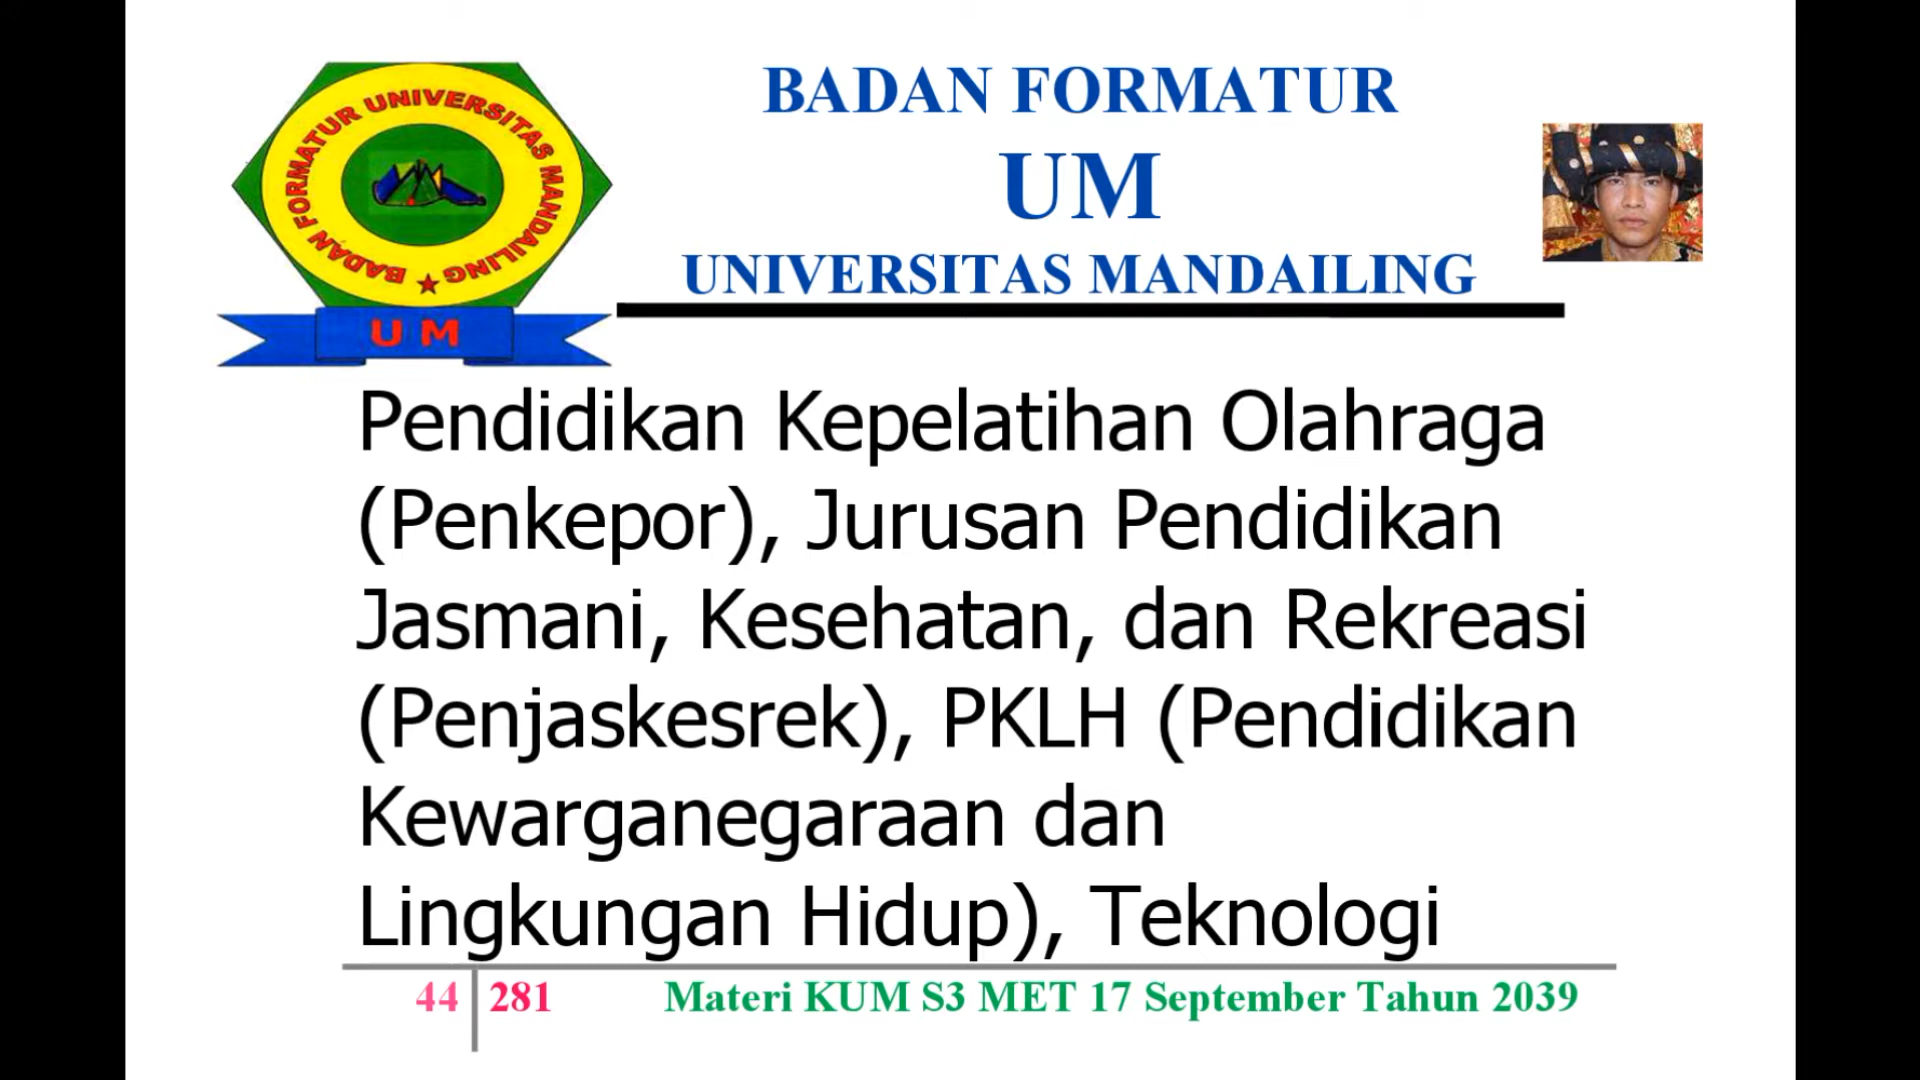 BADAN FORMATUR UNIVERSITAS MANDAILING
U M
BADAN FORMATUR
UM
UNIVERSITAS MANDAILING
Pendidikan Kepelatihan Olahraga
(Penkepor), Jurusan Pendidikan
Jasmani, Kesehatan, dan Rekreasi
(Penjaskesrek), PKLH (Pendidikan
Kewarganegaraan dan
Lingkungan Hidup), Teknologi
44 281 Materi KUM S3 MET 17 September Tahun 2039